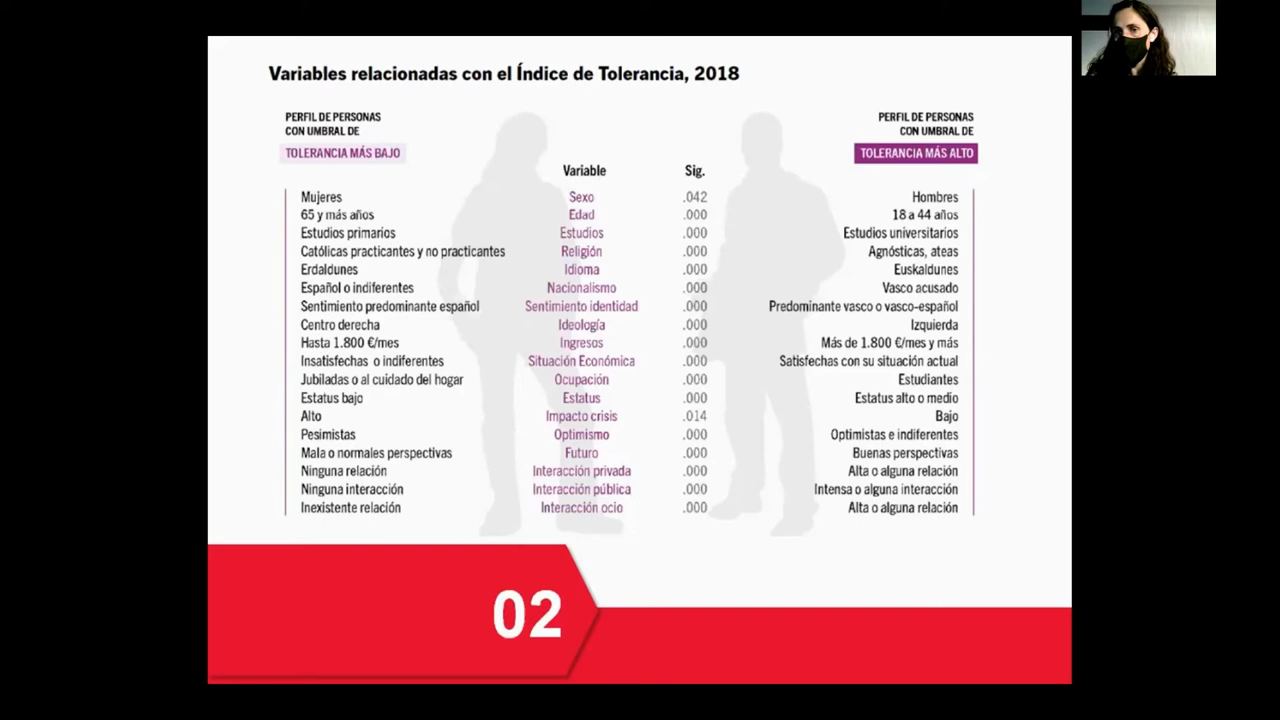 Variables relacionadas con el Índice de Tolerancia, 2018
PERFIL DE PERSONAS
CON UMBRAL DE
TOLERANCIA MÁS BAJO
PERFIL DE PERSONAS
CON UMBRAL DE
TOLERANCIA MÁS ALTO
Variable Sig.
Mujeres Sexo .042 Hombres
65 y más años Edad .000 18 a 44 años
Estudios primarios Estudios .000 Estudios universitarios
Católicas practicantes y no practicantes Religión .000 Agnósticas, ateas
Erdaldunes Idioma .000 Euskaldunes
Español o indiferentes Nacionalismo .000 Vasco acusado
Sentimiento predominante español Sentimiento identidad .000 Predominante vasco o vasco-español
Centro derecha Ideología .000 Izquierda
Hasta 1.800 €/mes Ingresos .000 Más de 1.800 €/mes y más
Insatisfechas o indiferentes Situación Económica .000 Satisfechas con su situación actual
Jubiladas o al cuidado del hogar Ocupación .000 Estudiantes
Estatus bajo Estatus .000 Estatus alto o medio
Alto Impacto crisis .014 Bajo
Pesimistas Optimismo .000 Optimistas e indiferentes
Mala o normales perspectivas Futuro .000 Buenas perspectivas
Ninguna relación Interacción privada .000 Alta o alguna relación
Ninguna interacción Interacción pública .000 Intensa o alguna interacción
Inexistente relación Interacción ocio .000 Alta o alguna relación
02